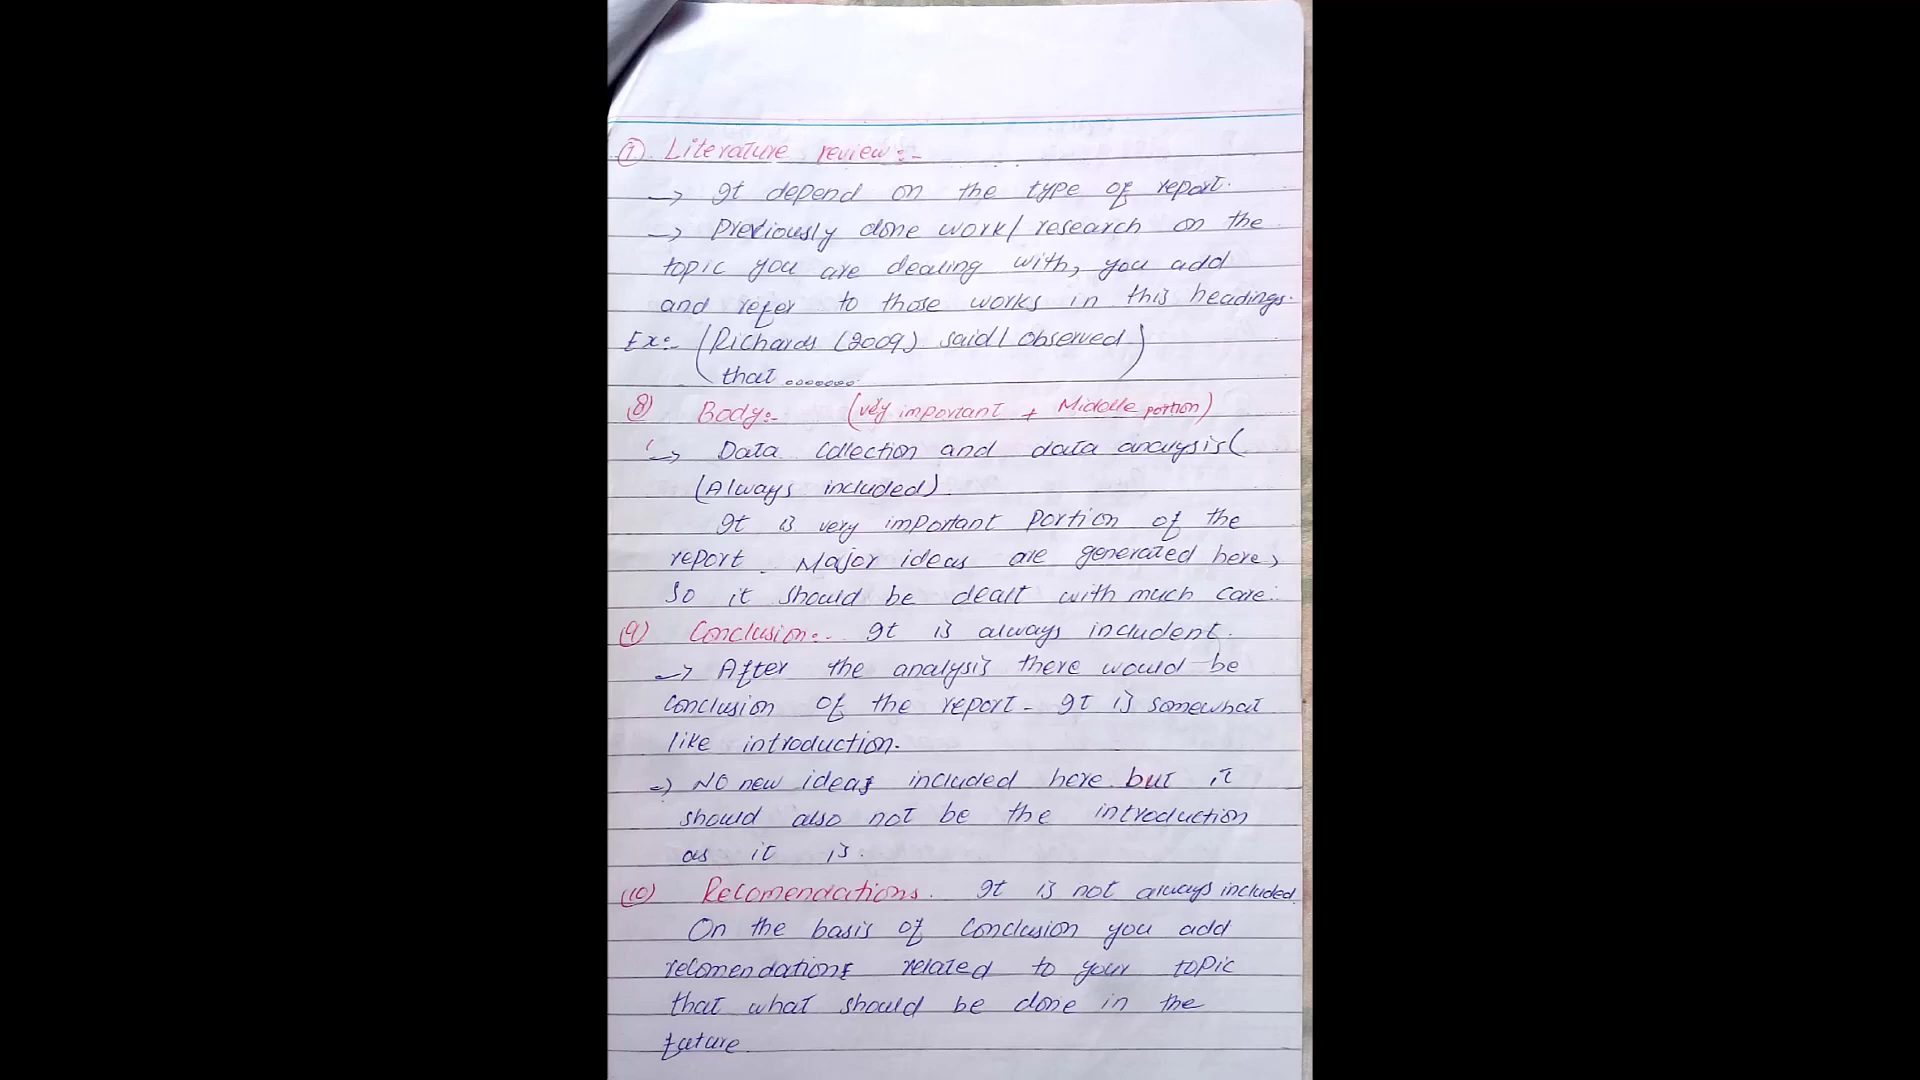 ⑦. Literature review:-
→ It depend on the type of report.
→ Previously done work/research on the
topic you are dealing with, you add
and refer to those works in this headings.
Ex:- (Richards (2009) said/observed
that ........)
⑧ Body:- (very important + Middle portion)
→ Data Collection and data analysis(
(Always included)
It is very important portion of the
report. Major ideas are generated here,
So it should be dealt with much care.
⑨ Conclusion:- It is always includent.
→ After the analysis there would be
Conclusion of the report- It is somewhat
like introduction.
→ No new ideas included here but it
should also not be the introduction
as it is.
⑩ Recomendations. It is not always included.
On the basis of Conclusion you add
recomendations related to your topic
that what should be done in the
future